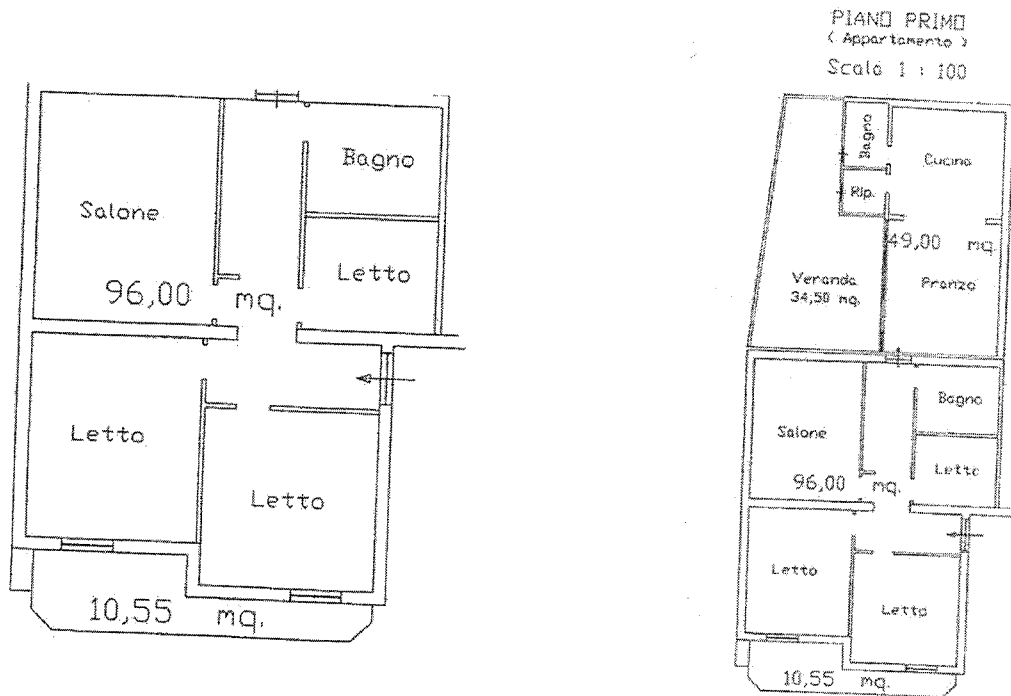 Salone
Bagno
Letto
96,00 mq.
Letto
Letto
10,55 mq.
PIANO PRIMO
( Appartamento )
Scala 1 : 100
Bagno
Cucina
Rip.
49,00 mq.
Veranda
34,50 mq.
Pranzo
Salone
Bagno
Letto
96,00 mq.
Letto
Letto
10,55 mq.